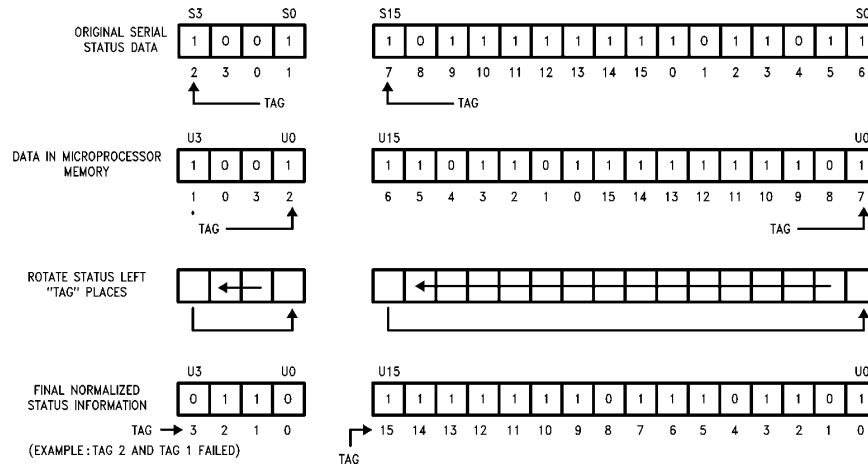 S3 S0 S15 S0
ORIGINAL SERIAL
STATUS DATA
1 0 0 1 1 0 1 1 1 1 1 1 1 1 0 1 1 0 1 1
2 3 0 1 7 8 9 10 11 12 13 14 15 0 1 2 3 4 5 6
TAG TAG
U3 U0 U15 U0
DATA IN MICROPROCESSOR
MEMORY
1 0 0 1 1 1 0 1 1 0 1 1 1 1 1 1 1 1 0 1
1 0 3 2 6 5 4 3 2 1 0 15 14 13 12 11 10 9 8 7
TAG TAG
ROTATE STATUS LEFT
"TAG" PLACES
U3 U0 U15 U0
FINAL NORMALIZED
STATUS INFORMATION
0 1 1 0 1 1 1 1 1 1 1 0 1 1 1 0 1 1 0 1
TAG 3 2 1 0 15 14 13 12 11 10 9 8 7 6 5 4 3 2 1 0
(EXAMPLE: TAG 2 AND TAG 1 FAILED)
TAG